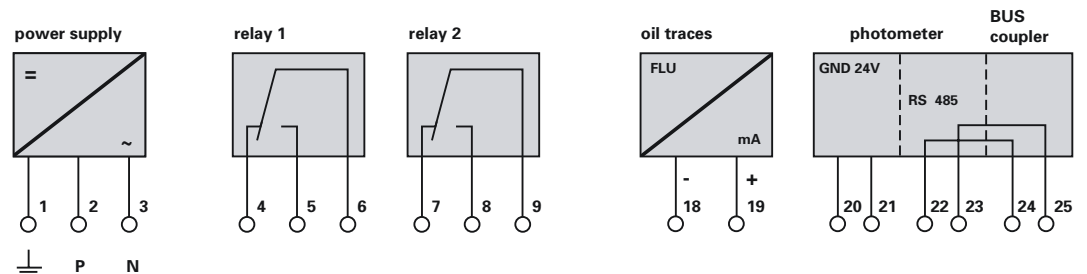 power supply
relay 1
relay 2
oil traces
photometer
BUS
coupler
=
~
FLU
mA
GND 24V
RS 485
-
+
1
2
3
4
5
6
7
8
9
18
19
20
21
22
23
24
25
P
N